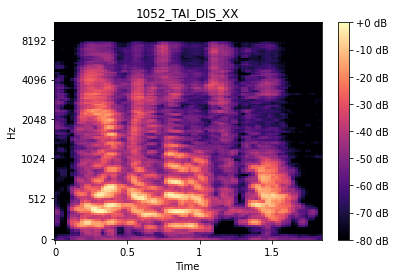 1052_TAI_DIS_XX
+0 dB
8192
-10 dB
4096
-20 dB
-30 dB
2048
Hz
-40 dB
1024
-50 dB
512
-60 dB
-70 dB
0
-80 dB
0
0.5
1
1.5
Time